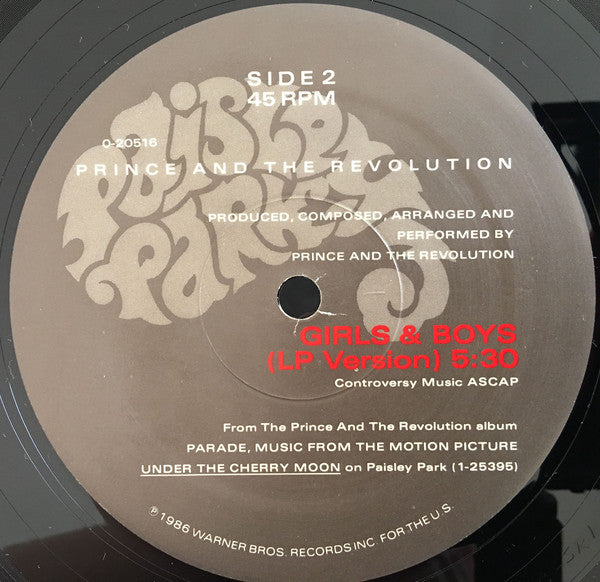 SIDE 2
45 RPM
PAISLEY
PARK
0-20516
PRINCE AND THE REVOLUTION
PRODUCED, COMPOSED, ARRANGED AND
PERFORMED BY
PRINCE AND THE REVOLUTION
GIRLS & BOYS
(LP Version) 5:30
Controversy Music ASCAP
From The Prince And The Revolution album
PARADE, MUSIC FROM THE MOTION PICTURE
UNDER THE CHERRY MOON on Paisley Park (1-25395)
℗1986 WARNER BROS. RECORDS INC. FOR THE U.S.